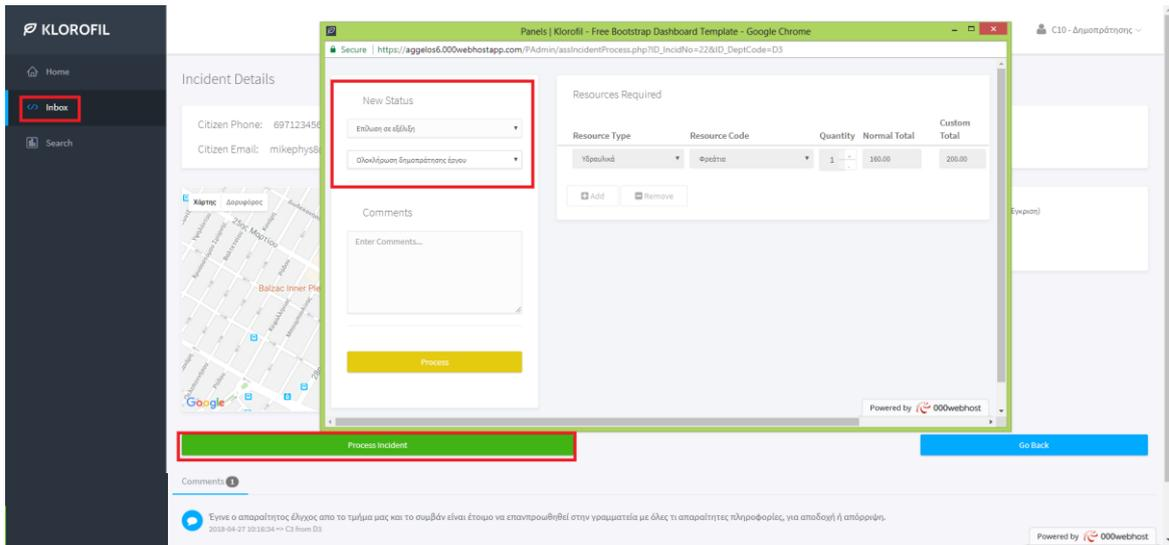 KLOROFIL
Home
Inbox
Search
C10 - Δημοπράτησης
Incident Details
Citizen Phone: 697123456
Citizen Email: mikephys8
Χάρτης Δορυφόρος
25ης Μαρτίου
Balzac Inner Ple
Google
Panels | Klorofil - Free Bootstrap Dashboard Template - Google Chrome
Secure | https://aggelos6.000webhostapp.com/PAdmin/assIncidentProcess.php?ID_IncidNo=22&ID_DeptCode=D3
New Status
Επίλυση σε εξέλιξη
Ολοκλήρωση δημοπράτησης έργου
Comments
Enter Comments...
Process
Resources Required
Resource Type Resource Code Quantity Normal Total Custom Total
Υδραυλικά Φρεάτια 1 160.00 200.00
Add Remove
Powered by 000webhost
Έγκριση)
Process Incident
Go Back
Comments 1
Έγινε ο απαραίτητος έλγχος απο το τμήμα μας και το συμβάν είναι έτοιμο να επανπροωθηθεί στην γραμματεία με όλες τι απαραίτητες πληροφορίες, για αποδοχή ή απόρριψη.
2018-04-27 10:16:34 => C3 from D3
Powered by 000webhost